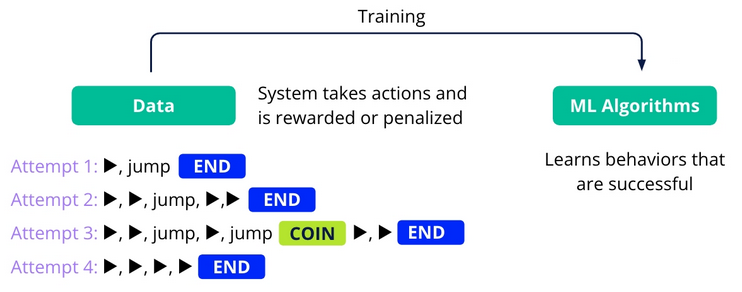 Training
Data
System takes actions and
is rewarded or penalized
ML Algorithms
Learns behaviors that
are successful
Attempt 1: ▶, jump END
Attempt 2: ▶, ▶, jump, ▶,▶ END
Attempt 3: ▶, ▶, jump, ▶, jump COIN ▶, ▶ END
Attempt 4: ▶, ▶, ▶, ▶ END